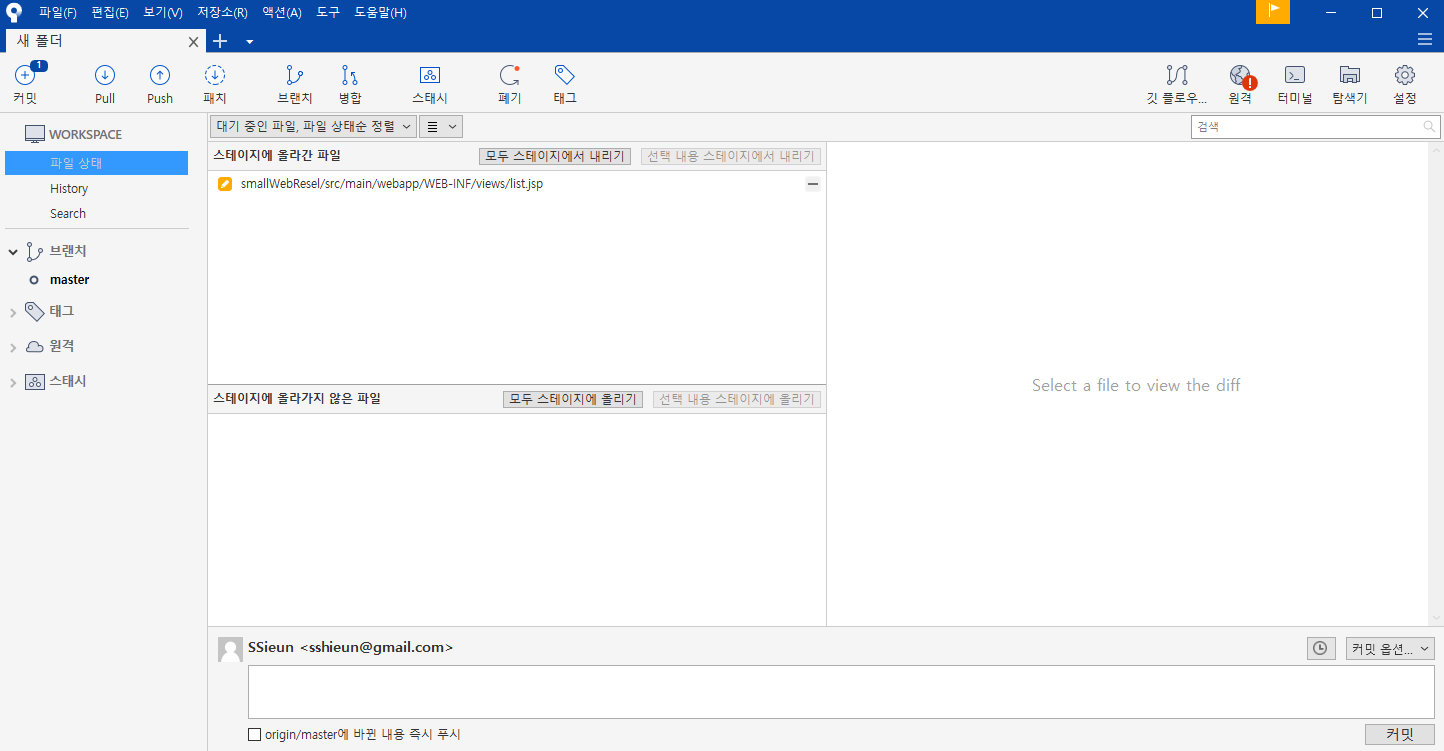 파일(F) 편집(E) 보기(V) 저장소(R) 액션(A) 도구 도움말(H)
새 폴더
1
커밋 Pull Push 패치 브랜치 병합 스태시 폐기 태그 깃 플로우... 원격 터미널 탐색기 설정
WORKSPACE
파일 상태
History
Search
브랜치
master
태그
원격
스태시
대기 중인 파일, 파일 상태순 정렬
검색
스테이지에 올라간 파일 모두 스테이지에서 내리기 선택 내용 스테이지에서 내리기
smallWebResel/src/main/webapp/WEB-INF/views/list.jsp
스테이지에 올라가지 않은 파일 모두 스테이지에 올리기 선택 내용 스테이지에 올리기
Select a file to view the diff
SSieun <sshieun@gmail.com>
커밋 옵션...
origin/master에 바뀐 내용 즉시 푸시
커밋